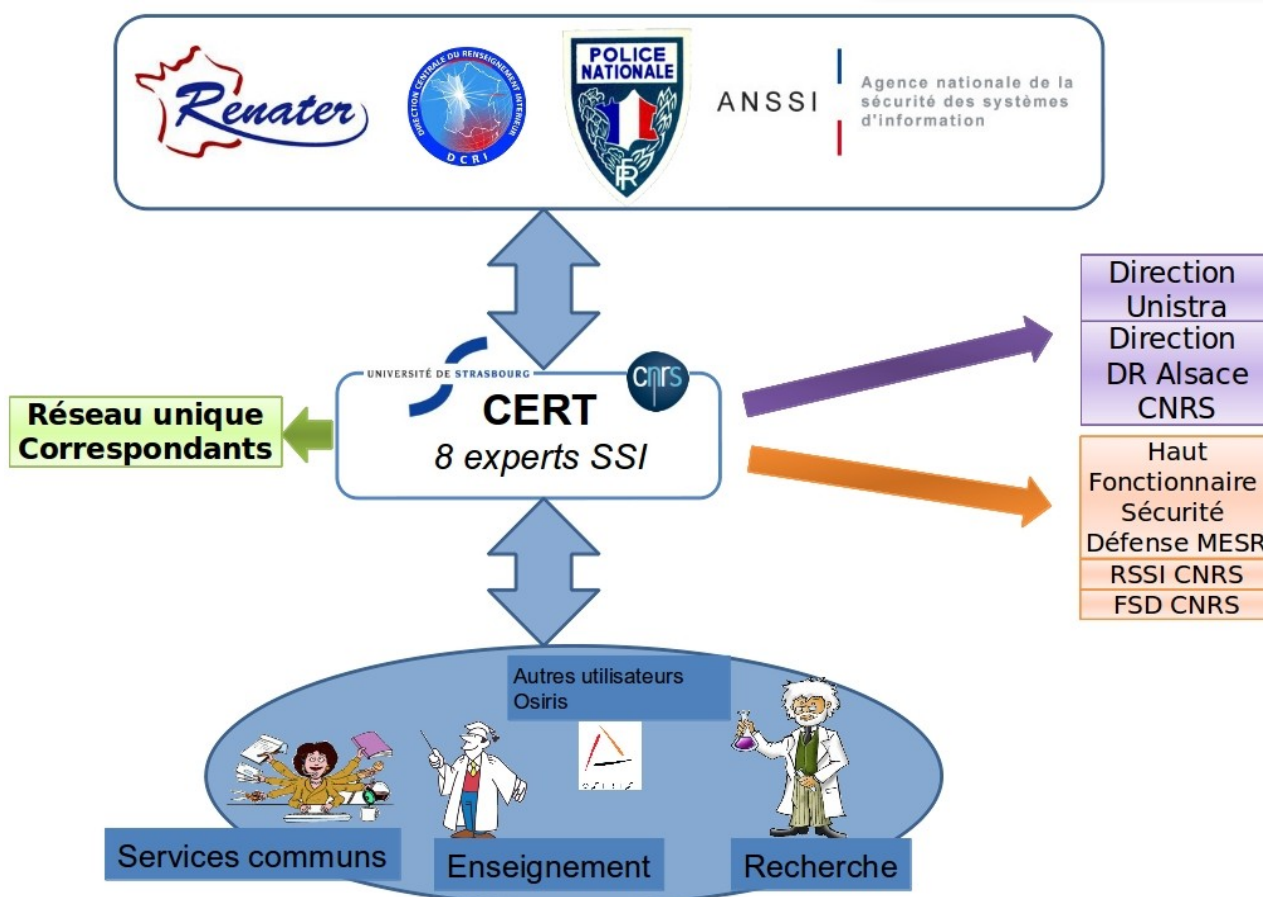 Renater
DIRECTION CENTRALE DU RENSEIGNEMENT INTERIEUR
DCRI
POLICE
NATIONALE
RF
ANSSI
Agence nationale de la
sécurité des systèmes
d'information
Direction
Unistra
Direction
DR Alsace
CNRS
UNIVERSITÉ DE STRASBOURG
cnrs
CERT
8 experts SSI
Réseau unique
Correspondants
Haut
Fonctionnaire
Sécurité
Défense MESR
RSSI CNRS
FSD CNRS
Autres utilisateurs
Osiris
Services communs
Enseignement
Recherche